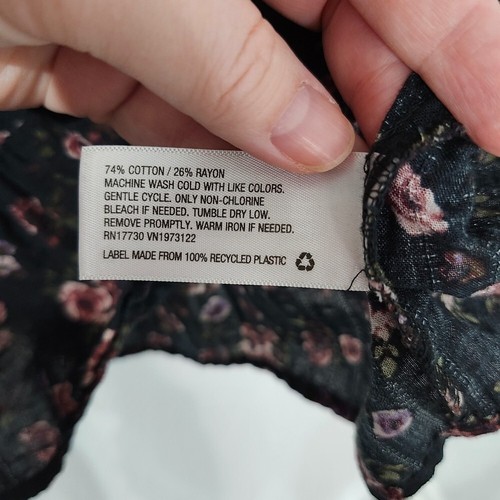 74% COTTON / 26% RAYON
MACHINE WASH COLD WITH LIKE COLORS.
GENTLE CYCLE. ONLY NON-CHLORINE
BLEACH IF NEEDED. TUMBLE DRY LOW.
REMOVE PROMPTLY. WARM IRON IF NEEDED.
RN17730 VN1973122
LABEL MADE FROM 100% RECYCLED PLASTIC